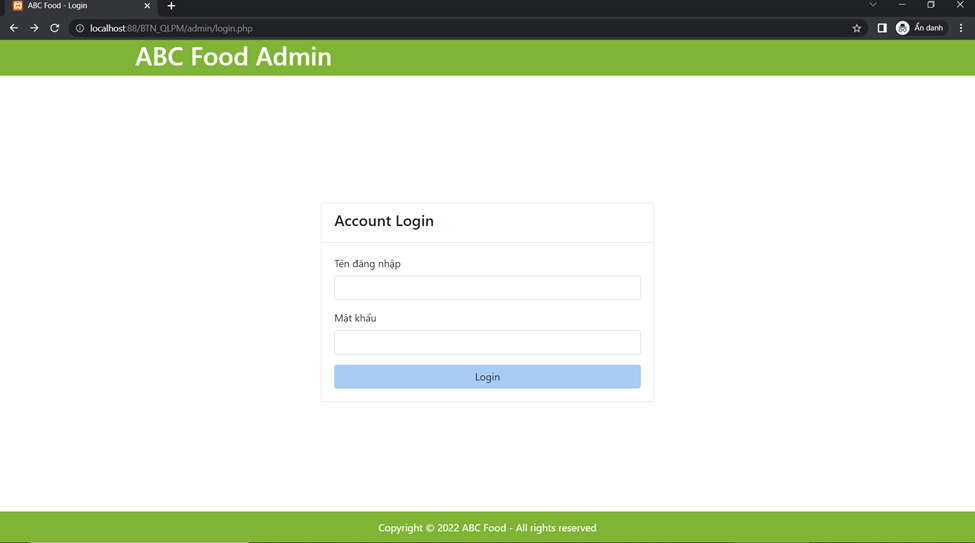 ABC Food - Login
localhost:88/BTN_QLPM/admin/login.php
Ẩn danh
ABC Food Admin
Account Login
Tên đăng nhập
Mật khẩu
Login
Copyright © 2022 ABC Food - All rights reserved